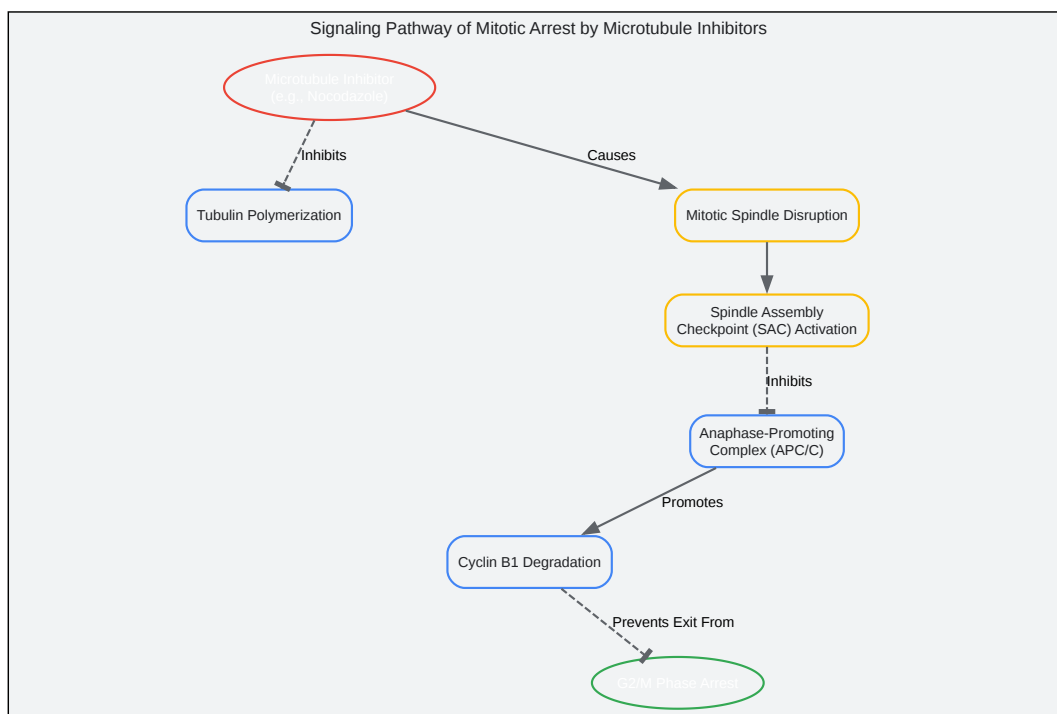 Signaling Pathway of Mitotic Arrest by Microtubule Inhibitors
Microtubule Inhibitor
(e.g., Nocodazole)
Inhibits
Causes
Tubulin Polymerization
Mitotic Spindle Disruption
Spindle Assembly
Checkpoint (SAC) Activation
Inhibits
Anaphase-Promoting
Complex (APC/C)
Promotes
Cyclin B1 Degradation
Prevents Exit From
G2/M Phase Arrest